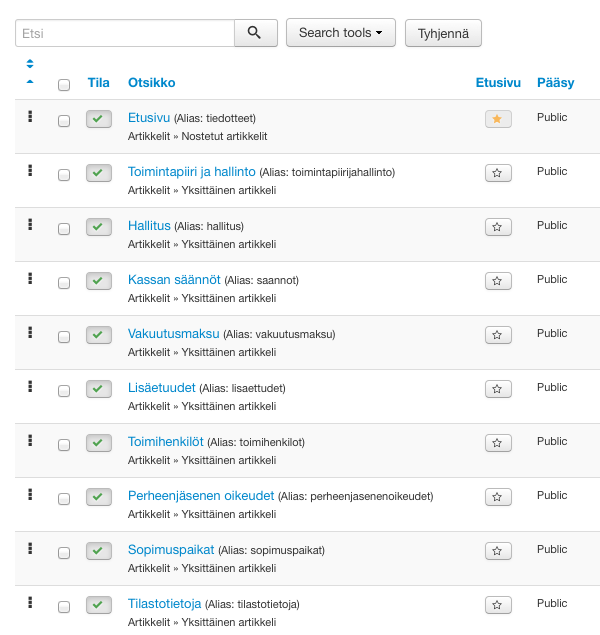 Etsi Search tools Tyhjennä
Tila Otsikko Etusivu Pääsy
Etusivu (Alias: tiedotteet) Public
Artikkelit » Nostetut artikkelit
Toimintapiiri ja hallinto (Alias: toimintapiirijahallinto) Public
Artikkelit » Yksittäinen artikkeli
Hallitus (Alias: hallitus) Public
Artikkelit » Yksittäinen artikkeli
Kassan säännöt (Alias: saannot) Public
Artikkelit » Yksittäinen artikkeli
Vakuutusmaksu (Alias: vakuutusmaksu) Public
Artikkelit » Yksittäinen artikkeli
Lisäetuudet (Alias: lisaettudet) Public
Artikkelit » Yksittäinen artikkeli
Toimihenkilöt (Alias: toimihenkilot) Public
Artikkelit » Yksittäinen artikkeli
Perheenjäsenen oikeudet (Alias: perheenjasenenoikeudet) Public
Artikkelit » Yksittäinen artikkeli
Sopimuspaikat (Alias: sopimuspaikat) Public
Artikkelit » Yksittäinen artikkeli
Tilastotietoja (Alias: tilastotietoja) Public
Artikkelit » Yksittäinen artikkeli